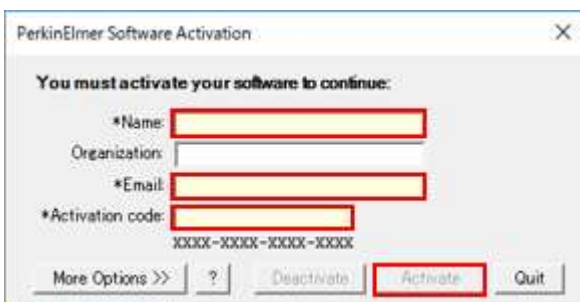 PerkinElmer Software Activation
You must activate your software to continue:
*Name:
Organization:
*Email:
*Activation code:
XXXX-XXXX-XXXX-XXXX
More Options >> ? Deactivate Activate Quit